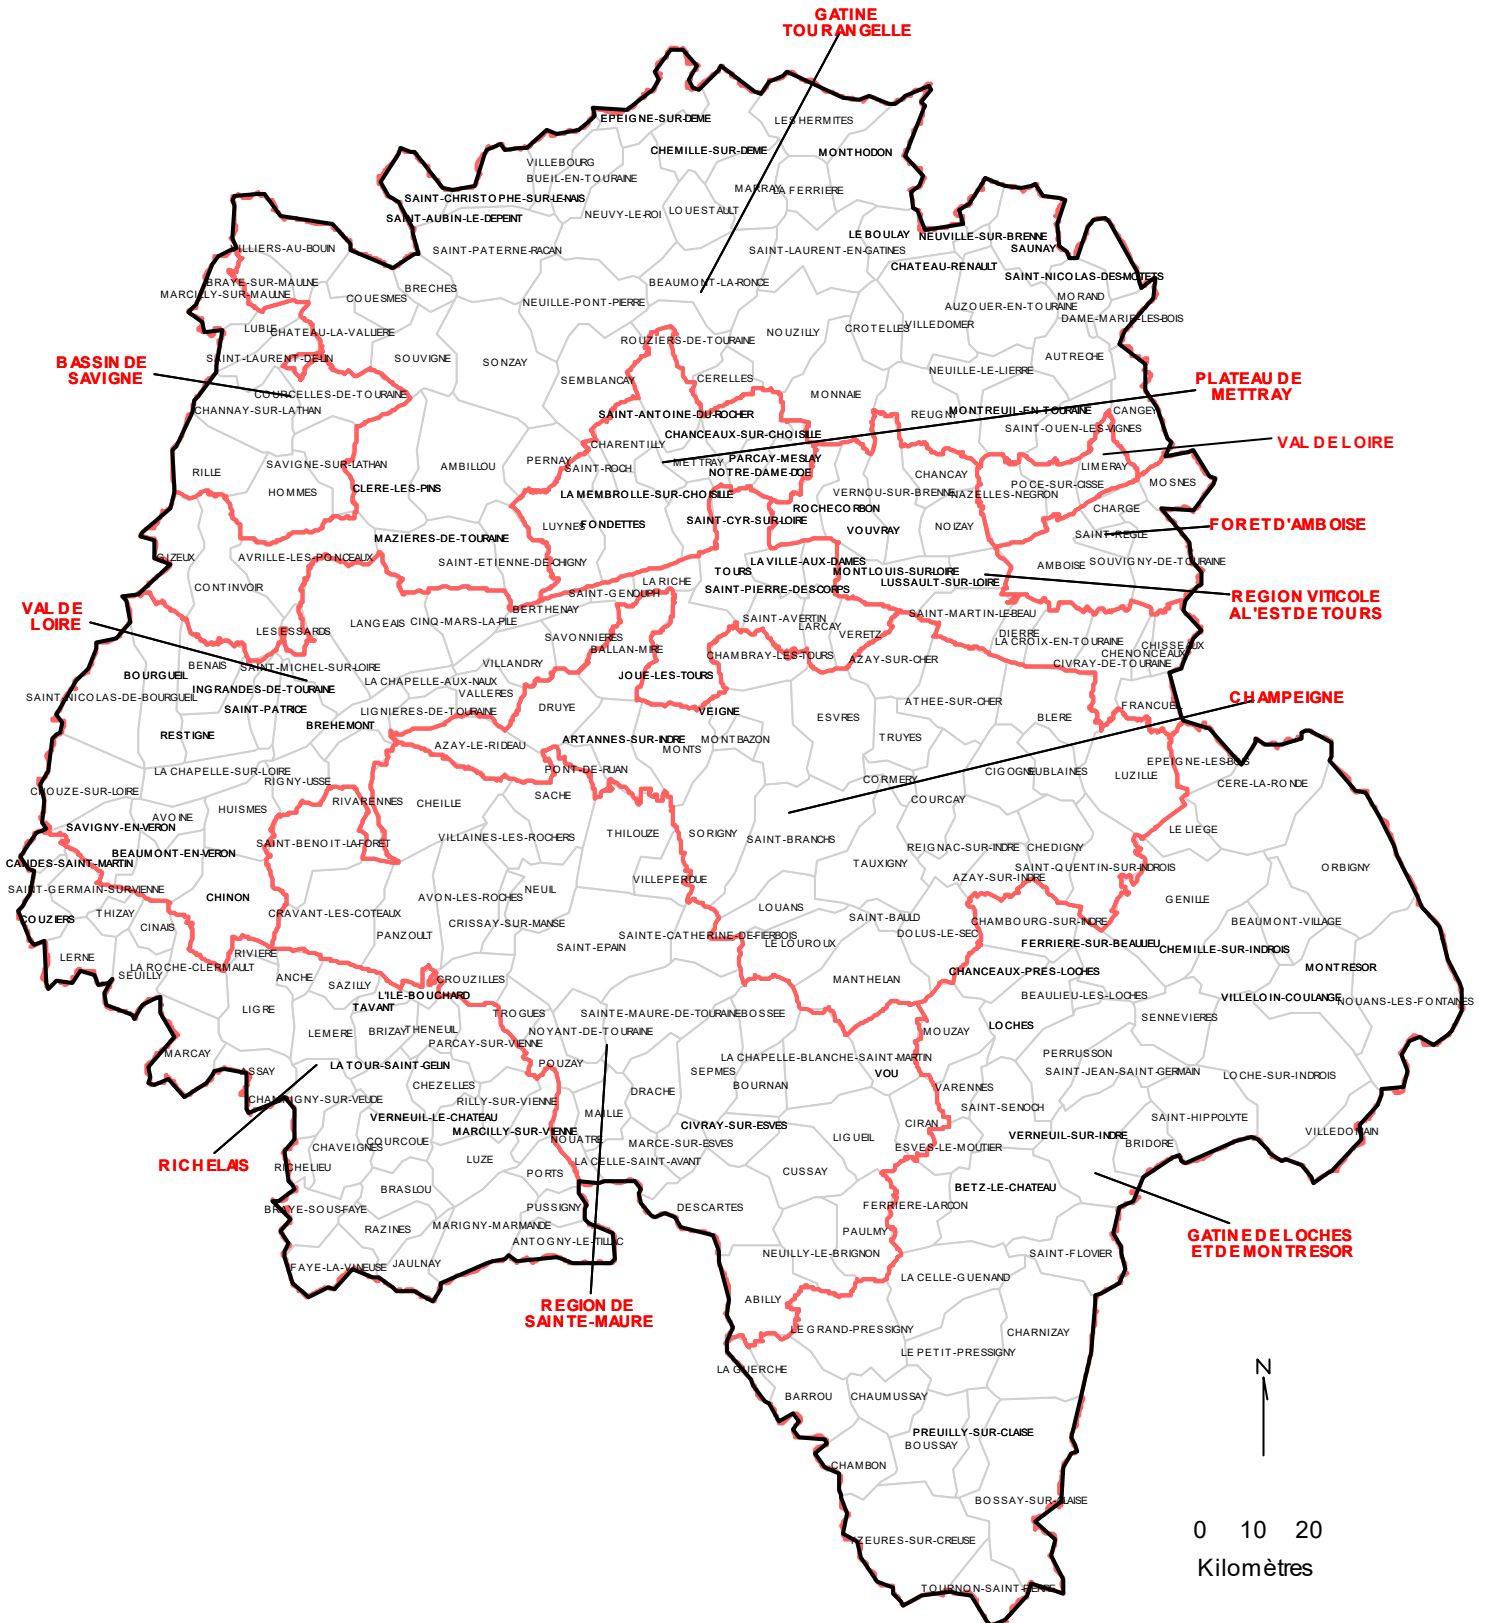 GATINE
TOURANGELLE
EPEIGNE-SUR-DEME
LES HERMITES
CHEMILLE-SUR-DEME
MONTHODON
VILLEBOURG
BUEIL-EN-TOURAINE
MARRAY
LA FERRIERE
SAINT-CHRISTOPHE-SUR-LE-NAIS
SAINT-AUBIN-LE-DEPEINT
NEUVY-LE-ROI
LOUESTAULT
LE BOULAY
NEUVILLE-SUR-BRENNE
SAUNAY
VILLIERS-AU-BOUIN
SAINT-PATERNE-RACAN
SAINT-LAURENT-EN-GATINES
CHATEAU-RENAULT
SAINT-NICOLAS-DES-MOTETS
BRAYE-SUR-MAULNE
MARCILLY-SUR-MAULNE
COUESMES
BRECHES
NEUILLE-PONT-PIERRE
BEAUMONT-LA-RONCE
MORAND
AUZOUER-EN-TOURAINE
DAME-MARIE-LES-BOIS
LUBLE
CHATEAU-LA-VALLIERE
ROUZIERS-DE-TOURAINE
NOUZILLY
CROTELLES
VILLEDOMER
AUTRECHE
BASSIN DE
SAVIGNE
SAINT-LAURENT-DE-LIN
SOUVIGNE
SONZAY
SEMBLANCAY
CERELLES
NEUILLE-LE-LIERRE
PLATEAU DE
METTRAY
COURCELLES-DE-TOURAINE
CHANNAY-SUR-LATHAN
MONNAIE
SAINT-ANTOINE-DU-ROCHER
REUGNY
MONTREUIL-EN-TOURAINE
CANGEY
SAINT-OUEN-LES-VIGNES
CHANCEAUX-SUR-CHOISILLE
CHARENTILLY
VAL DE LOIRE
RILLE
SAVIGNE-SUR-LATHAN
AMBILLOU
PERNAY
SAINT-ROCH
METTRAY
PARCAY-MESLAY
NOTRE-DAME-D'OE
CHANCAY
LIMERAY
POCE-SUR-CISSE
MOSNES
HOMMES
CLERE-LES-PINS
LA MEMBROLLE-SUR-CHOISILLE
VERNOU-SUR-BRENNE
NAZELLES-NEGRON
ROCHECORBON
CHARGE
LUYNES
FONDETTES
SAINT-CYR-SUR-LOIRE
VOUVRAY
NOIZAY
SAINT-REGLE
FORET D'AMBOISE
MAZIERES-DE-TOURAINE
GIZEUX
AVRILLE-LES-PONCEAUX
SAINT-ETIENNE-DE-CHIGNY
LA VILLE-AUX-DAMES
TOURS
MONTLOUIS-SUR-LOIRE
LUSSAULT-SUR-LOIRE
AMBOISE
SOUVIGNY-DE-TOURAINE
CONTINVOIR
LA RICHE
SAINT-GENOUPH
SAINT-PIERRE-DES-CORPS
REGION VITICOLE
A L'EST DE TOURS
VAL DE
LOIRE
BERTHENAY
SAINT-AVERTIN
LARCAY
SAINT-MARTIN-LE-BEAU
LES ESSARDS
LANGEAIS
CINQ-MARS-LA-PILE
SAVONNIERES
BALLAN-MIRE
VERETZ
DIERRE
LA CROIX-EN-TOURAINE
CHISSEAUX
CHENONCEAUX
CIVRAY-DE-TOURAINE
BENAIS
SAINT-MICHEL-SUR-LOIRE
VILLANDRY
CHAMBRAY-LES-TOURS
AZAY-SUR-CHER
BOURGUEIL
INGRANDES-DE-TOURAINE
LA CHAPELLE-AUX-NAUX
JOUE-LES-TOURS
SAINT-NICOLAS-DE-BOURGUEIL
SAINT-PATRICE
VALLERES
LIGNIERES-DE-TOURAINE
DRUYE
VEIGNE
ATHEE-SUR-CHER
FRANCUEIL
CHAMPEIGNE
BREHEMONT
ESVRES
BLERE
RESTIGNE
AZAY-LE-RIDEAU
ARTANNES-SUR-INDRE
MONTS
MONTBAZON
TRUYES
LA CHAPELLE-SUR-LOIRE
RIGNY-USSE
PONT-DE-RUAN
CORMERY
CIGOGNE
SUBLAINES
LUZILLE
EPEIGNE-LES-BOIS
CERE-LA-RONDE
CHOUZE-SUR-LOIRE
HUISMES
RIVARENNES
CHEILLE
SACHE
COURCAY
AVOINE
SAVIGNY-EN-VERON
SAINT-BENOIT-LA-FORET
VILLAINES-LES-ROCHERS
THILOUZE
SORIGNY
SAINT-BRANCHS
LE LIEGE
BEAUMONT-EN-VERON
REIGNAC-SUR-INDRE
CHEDIGNY
CANDES-SAINT-MARTIN
TAUXIGNY
SAINT-QUENTIN-SUR-INDROIS
ORBIGNY
SAINT-GERMAIN-SUR-VIENNE
CHINON
AVON-LES-ROCHES
NEUIL
VILLEPERDUE
AZAY-SUR-INDRE
GENILLE
COUZIERS
THIZAY
CINAIS
CRAVANT-LES-COTEAUX
CRISSAY-SUR-MANSE
LOUANS
SAINT-BAULD
CHAMBOURG-SUR-INDRE
BEAUMONT-VILLAGE
PANZOULT
SAINT-EPAIN
SAINTE-CATHERINE-DE-FIERBOIS
LE LOUROUX
DOLUS-LE-SEC
FERRIERE-SUR-BEAULIEU
CHEMILLE-SUR-INDROIS
LERNE
SEUILLY
LA ROCHE-CLERMAULT
RIVIERE
ANCHE
SAZILLY
CROUZILLES
MANTHELAN
CHANCEAUX-PRES-LOCHES
MONTRESOR
L'ILE-BOUCHARD
TAVANT
BEAULIEU-LES-LOCHES
VILLELOIN-COULANGE
NOUANS-LES-FONTAINES
LIGRE
TROGUES
SAINTE-MAURE-DE-TOURAINE
BOSSEE
SENNEVIERES
LEMERE
BRIZAY
THENEUIL
NOYANT-DE-TOURAINE
MOUZAY
LOCHES
PARCAY-SUR-VIENNE
MARCAY
ASSAY
LA TOUR-SAINT-GELIN
POUZAY
SEPMES
LA CHAPELLE-BLANCHE-SAINT-MARTIN
PERRUSSON
SAINT-JEAN-SAINT-GERMAIN
LOCHE-SUR-INDROIS
VOU
BOURNAN
CHEZELLES
DRACHE
VARENNES
CHAMPIGNY-SUR-VEUDE
RILLY-SUR-VIENNE
SAINT-SENOCH
VERNEUIL-LE-CHATEAU
MAILLE
CIVRAY-SUR-ESVES
CIRAN
SAINT-HIPPOLYTE
MARCILLY-SUR-VIENNE
VERNEUIL-SUR-INDRE
VILLEDOMAIN
CHAVEIGNES
COURCOUE
NOUATRE
MARCE-SUR-ESVES
LIGUEIL
ESVES-LE-MOUTIER
BRIDORE
RICHELAIS
RICHELIEU
LUZE
PORTS
LA CELLE-SAINT-AVANT
CUSSAY
BRASLOU
BETZ-LE-CHATEAU
BRAYE-SOUS-FAYE
PUSSIGNY
DESCARTES
FERRIERE-LARCON
RAZINES
MARIGNY-MARMANDE
PAULMY
GATINE DE LOCHES
ET DE MONTRESOR
ANTOGNY-LE-TILLAC
NEUILLY-LE-BRIGNON
SAINT-FLOVIER
FAYE-LA-VINEUSE
JAULNAY
LA CELLE-GUENAND
REGION DE
SAINTE-MAURE
ABILLY
LE GRAND-PRESSIGNY
CHARNIZAY
LE PETIT-PRESSIGNY
LA GUERCHE
N
BARROU
CHAUMUSSAY
PREUILLY-SUR-CLAISE
BOUSSAY
CHAMBON
BOSSAY-SUR-CLAISE
0 10 20
YZEURES-SUR-CREUSE
Kilomètres
TOURNON-SAINT-PIERRE